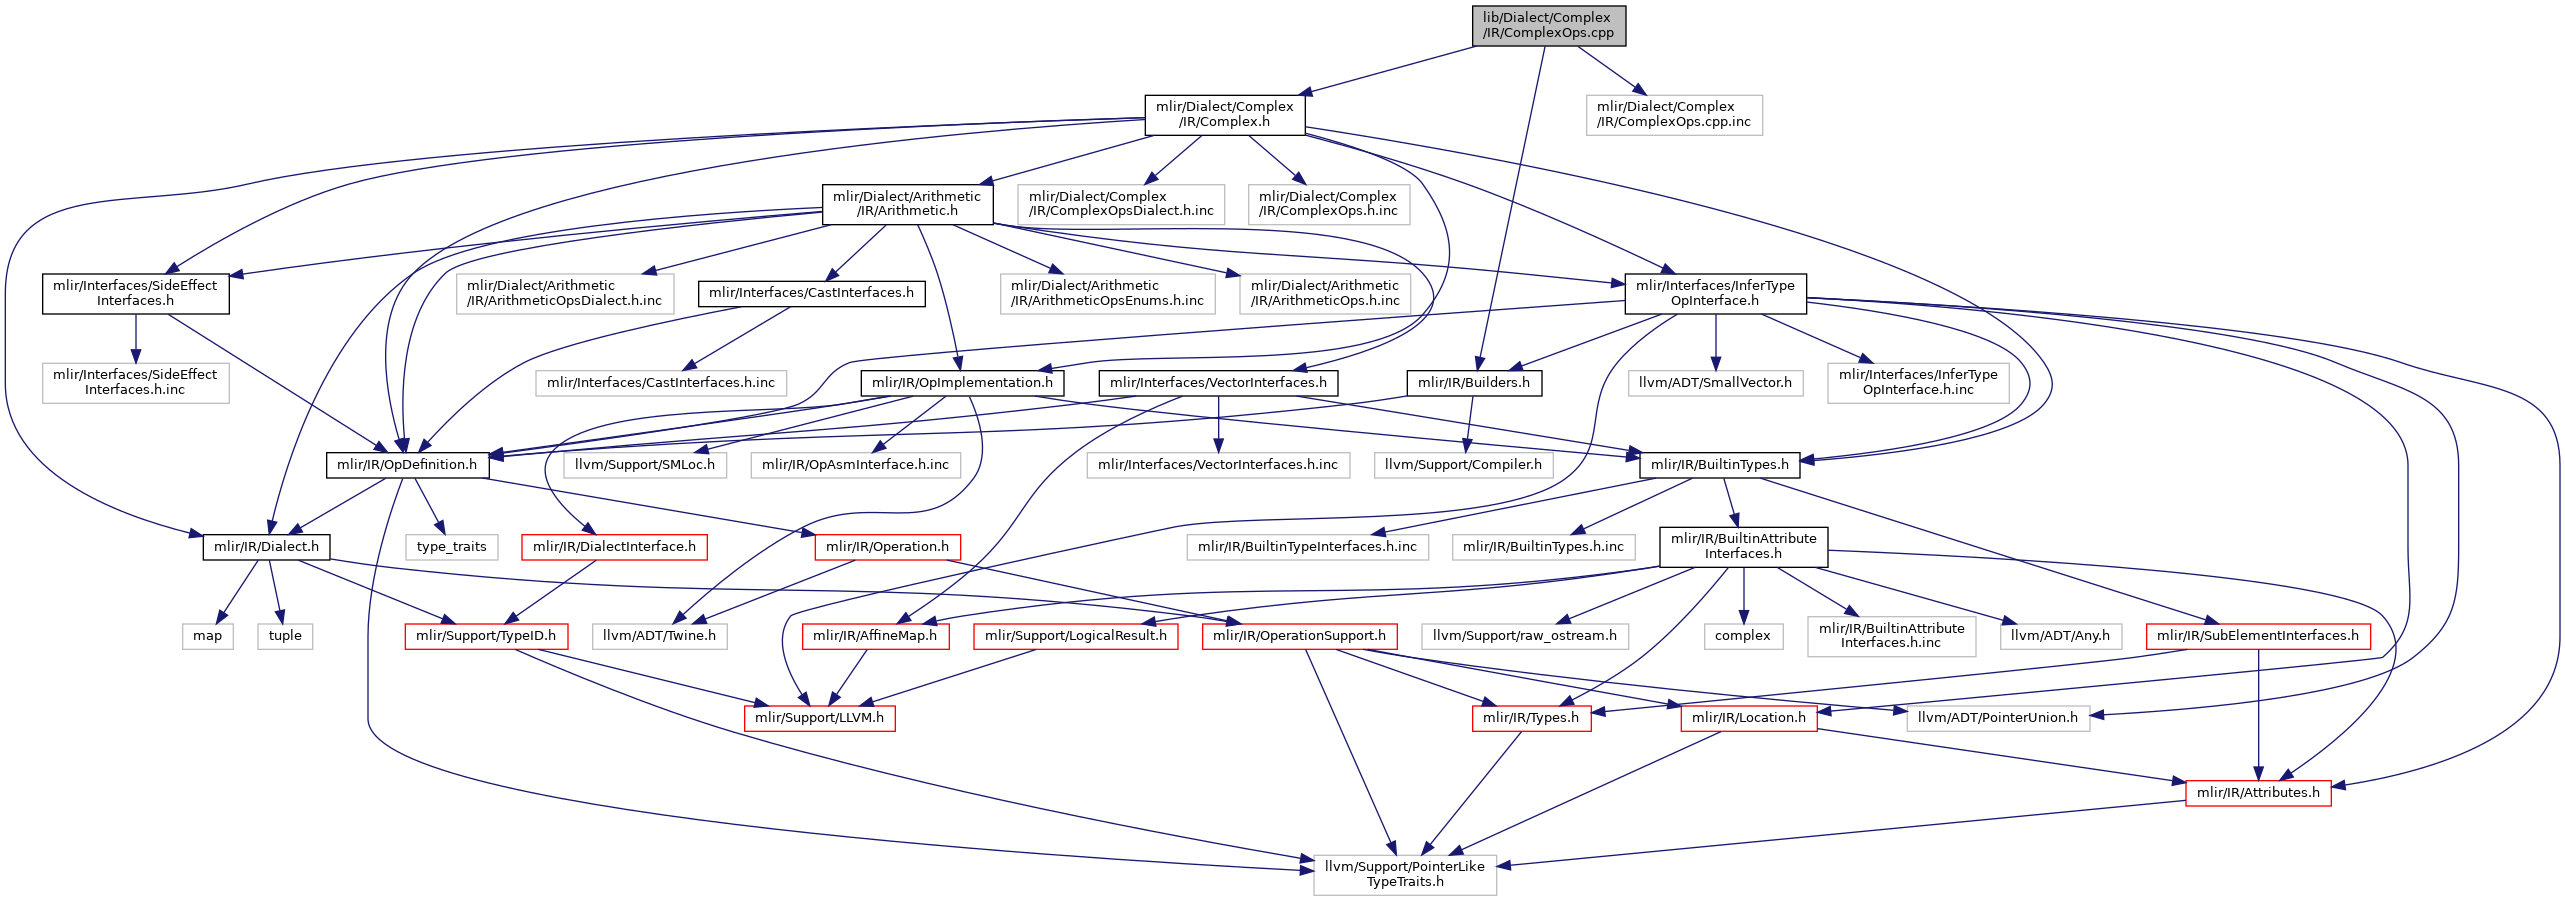 lib/Dialect/Complex
/IR/ComplexOps.cpp
mlir/Dialect/Complex
/IR/Complex.h
mlir/Dialect/Complex
/IR/ComplexOps.cpp.inc
mlir/Dialect/Arithmetic
/IR/Arithmetic.h
mlir/Dialect/Complex
/IR/ComplexOpsDialect.h.inc
mlir/Dialect/Complex
/IR/ComplexOps.h.inc
mlir/Interfaces/SideEffect
Interfaces.h
mlir/Dialect/Arithmetic
/IR/ArithmeticOpsDialect.h.inc
mlir/Interfaces/CastInterfaces.h
mlir/Dialect/Arithmetic
/IR/ArithmeticOpsEnums.h.inc
mlir/Dialect/Arithmetic
/IR/ArithmeticOps.h.inc
mlir/Interfaces/InferType
OpInterface.h
mlir/Interfaces/SideEffect
Interfaces.h.inc
mlir/Interfaces/CastInterfaces.h.inc
mlir/IR/OpImplementation.h
mlir/Interfaces/VectorInterfaces.h
mlir/IR/Builders.h
llvm/ADT/SmallVector.h
mlir/Interfaces/InferType
OpInterface.h.inc
mlir/IR/OpDefinition.h
llvm/Support/SMLoc.h
mlir/IR/OpAsmInterface.h.inc
mlir/Interfaces/VectorInterfaces.h.inc
llvm/Support/Compiler.h
mlir/IR/BuiltinTypes.h
mlir/IR/Dialect.h
type_traits
mlir/IR/DialectInterface.h
mlir/IR/Operation.h
mlir/IR/BuiltinTypeInterfaces.h.inc
mlir/IR/BuiltinTypes.h.inc
mlir/IR/BuiltinAttribute
Interfaces.h
map
tuple
mlir/Support/TypeID.h
llvm/ADT/Twine.h
mlir/IR/AffineMap.h
mlir/Support/LogicalResult.h
mlir/IR/OperationSupport.h
llvm/Support/raw_ostream.h
complex
mlir/IR/BuiltinAttribute
Interfaces.h.inc
llvm/ADT/Any.h
mlir/IR/SubElementInterfaces.h
mlir/Support/LLVM.h
mlir/IR/Types.h
mlir/IR/Location.h
llvm/ADT/PointerUnion.h
mlir/IR/Attributes.h
llvm/Support/PointerLike
TypeTraits.h